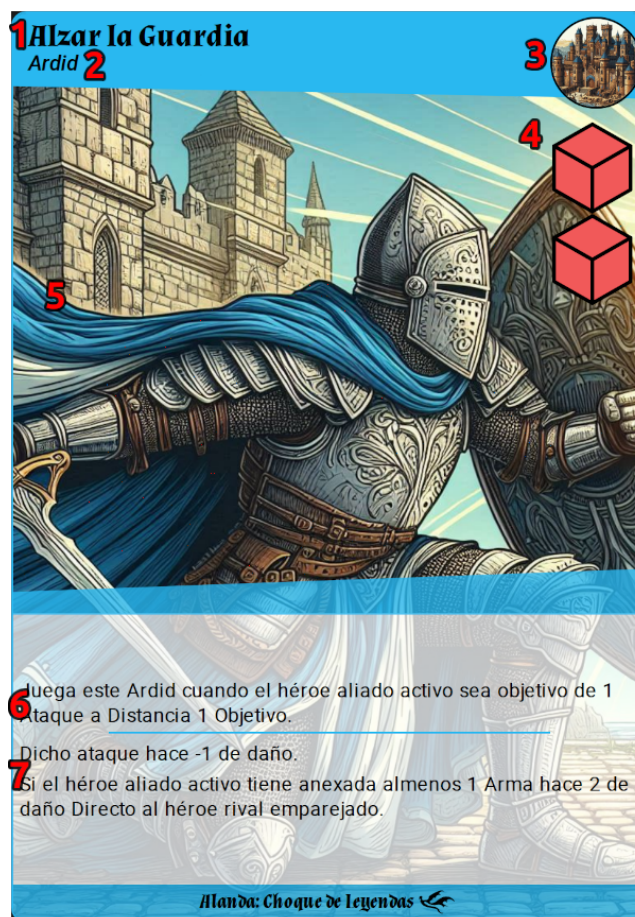 1 Alzar la Guardia
Ardid 2
3
4
5
Juega este Ardid cuando el héroe aliado activo sea objetivo de 1
6 Ataque a Distancia 1 Objetivo.
Dicho ataque hace -1 de daño.
7 Si el héroe aliado activo tiene anexada almenos 1 Arma hace 2 de
daño Directo al héroe rival emparejado.
Alanda: Choque de Leyendas